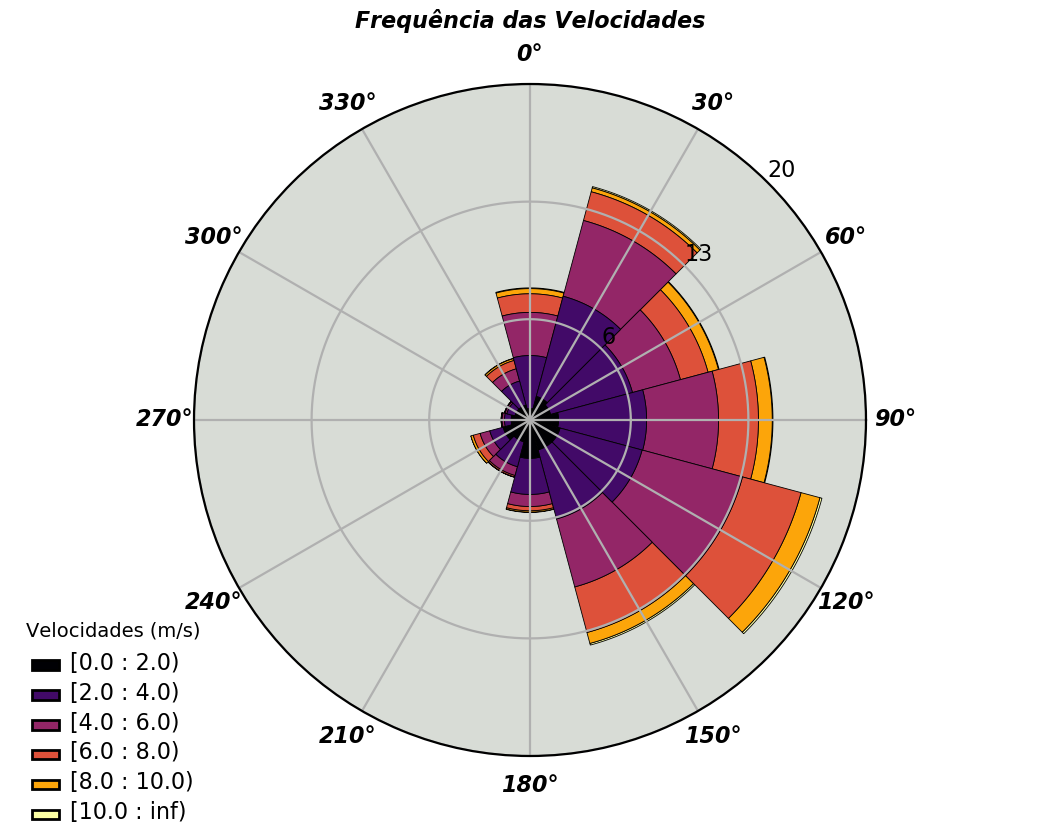 Frequência das Velocidades
0°
330°
30°
20
300°
60°
13
6
270°
90°
240°
120°
210°
150°
180°
Velocidades (m/s)
[0.0 : 2.0)
[2.0 : 4.0)
[4.0 : 6.0)
[6.0 : 8.0)
[8.0 : 10.0)
[10.0 : inf)